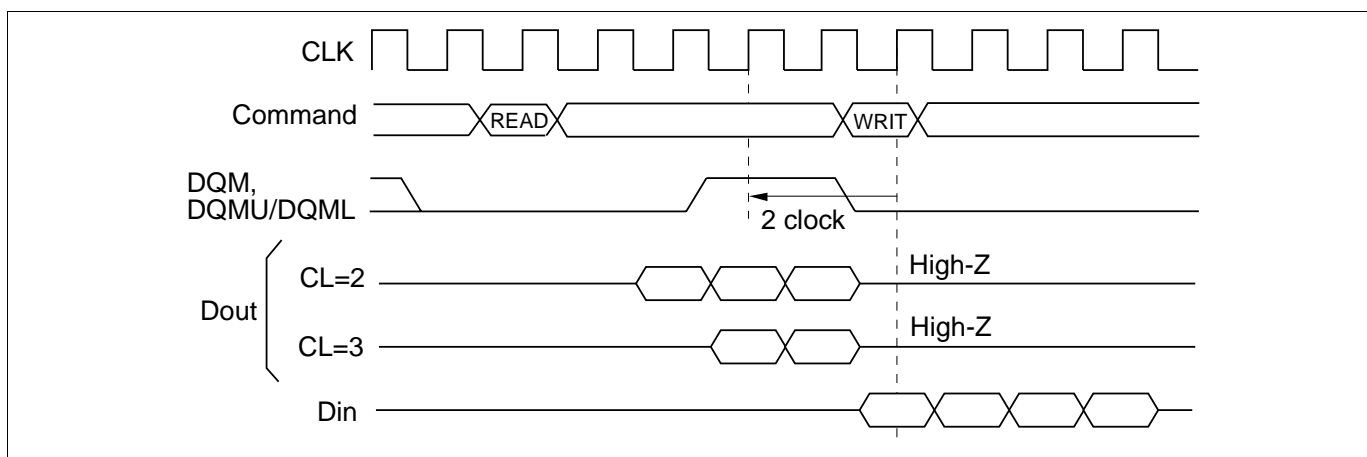 CLK
Command
READ
WRIT
DQM,
DQMU/DQML
2 clock
CL=2
High-Z
Dout
CL=3
High-Z
Din